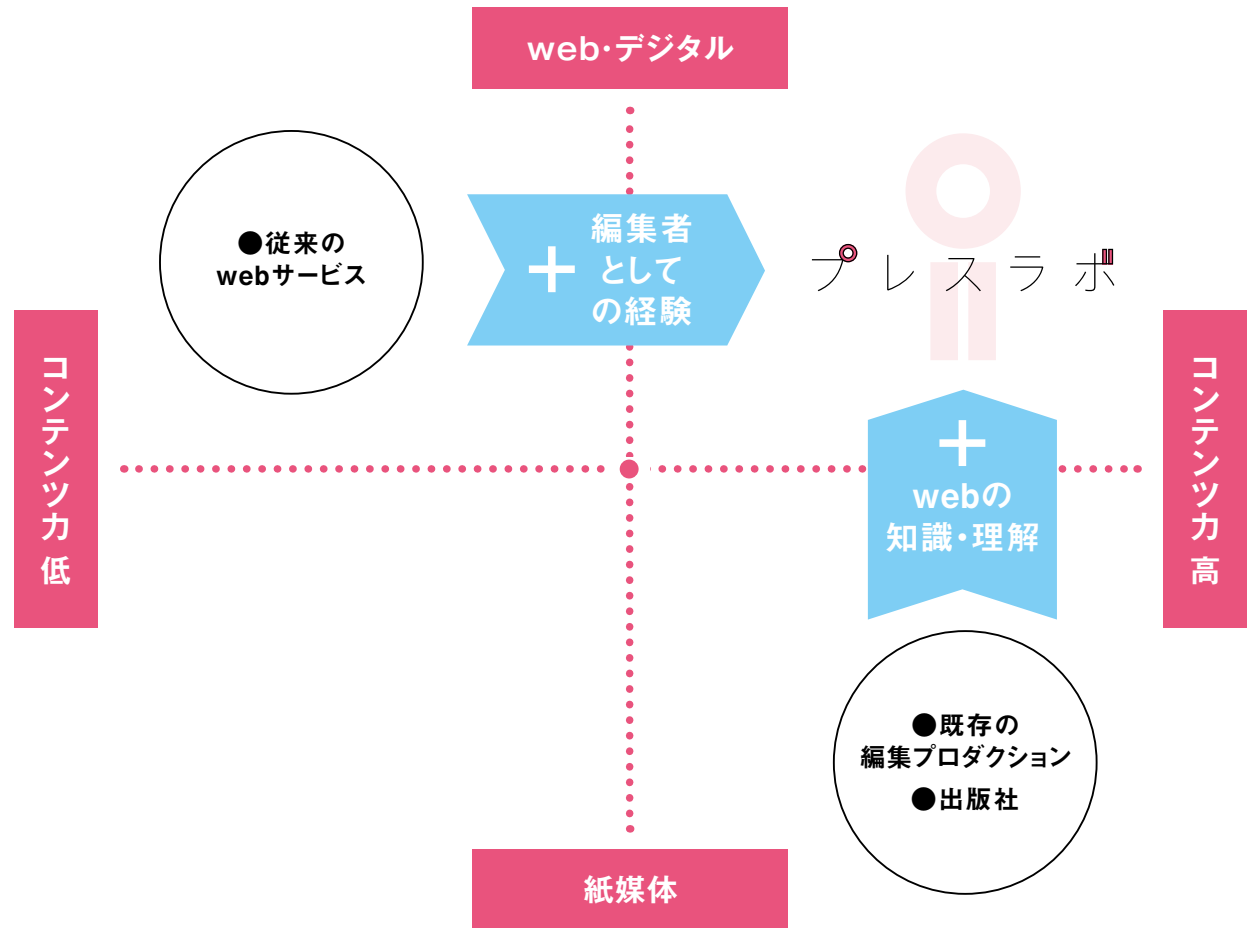 web・デジタル
●従来の
webサービス
+
編集者
として
の経験
プレスラボ
コンテンツ力 低
コンテンツ力 高
+
webの
知識・理解
●既存の
編集プロダクション
●出版社
紙媒体